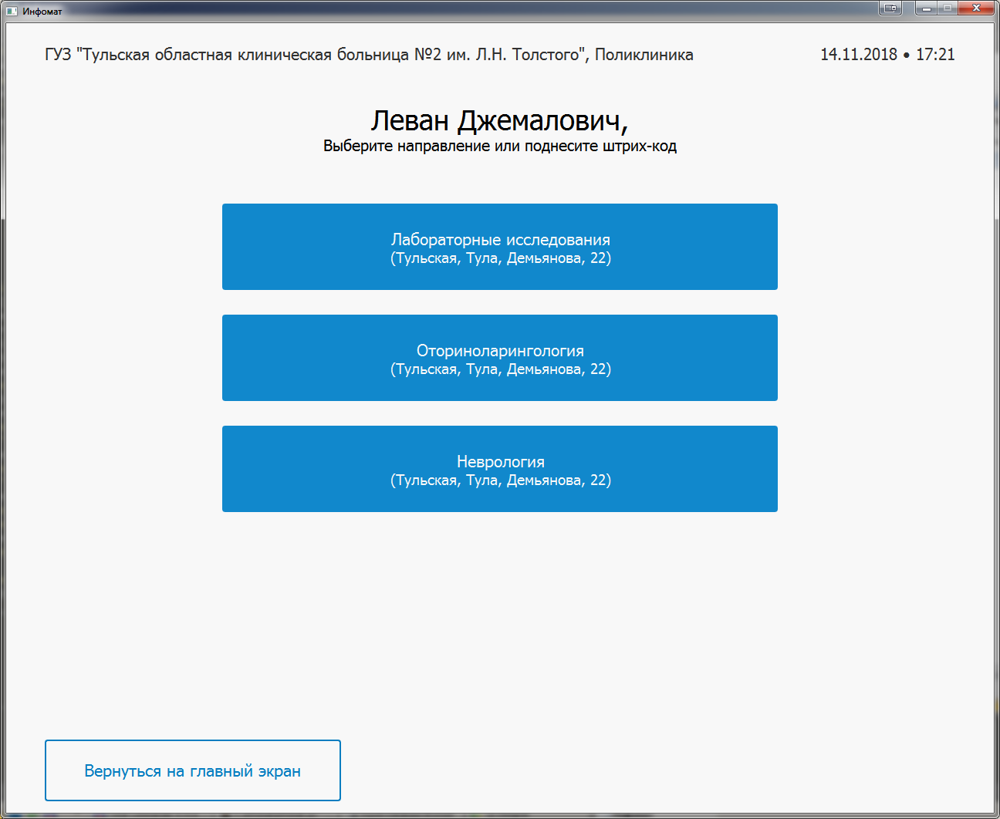 Инфомат
ГУЗ "Тульская областная клиническая больница №2 им. Л.Н. Толстого", Поликлиника
14.11.2018 • 17:21
Леван Джемалович,
Выберите направление или поднесите штрих-код
Лабораторные исследования
(Тульская, Тула, Демьянова, 22)
Оториноларингология
(Тульская, Тула, Демьянова, 22)
Неврология
(Тульская, Тула, Демьянова, 22)
Вернуться на главный экран